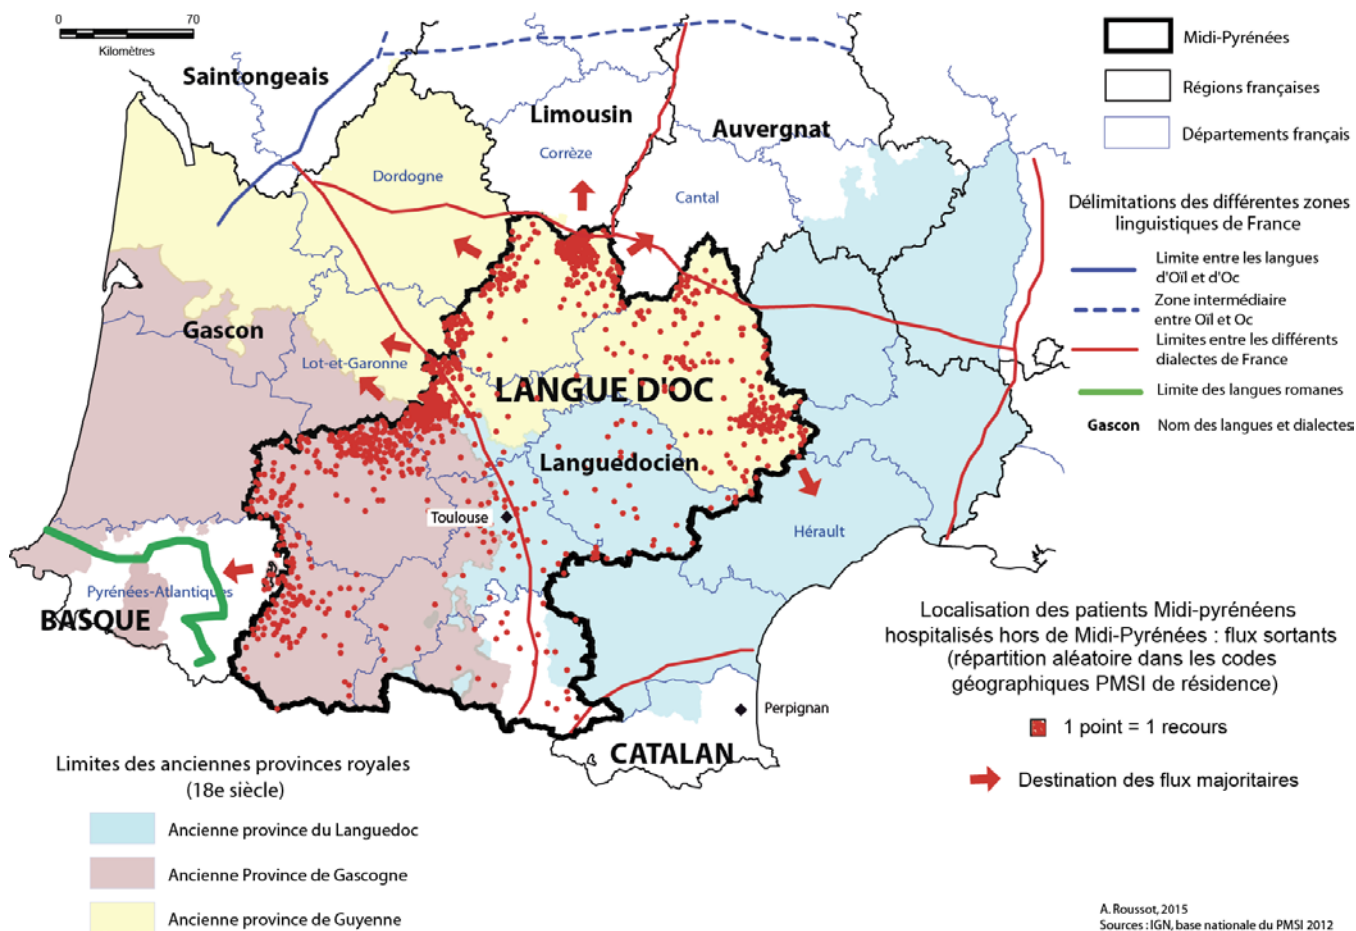 0
70
Kilomètres
Saintongeais
Limousin
Auvergnat
Corrèze
Dordogne
Cantal
Gascon
Lot-et-Garonne
LANGUE D'OC
Languedocien
Toulouse
Hérault
Pyrénées-Atlantiques
BASQUE
Perpignan
CATALAN
Midi-Pyrénées
Régions françaises
Départements français
Délimitations des différentes zones
linguistiques de France
Limite entre les langues
d'Oïl et d'Oc
Zone intermédiaire
entre Oïl et Oc
Limites entre les différents
dialectes de France
Limite des langues romanes
Gascon Nom des langues et dialectes
Localisation des patients Midi-pyrénéens
hospitalisés hors de Midi-Pyrénées : flux sortants
(répartition aléatoire dans les codes
géographiques PMSI de résidence)
1 point = 1 recours
Destination des flux majoritaires
Limites des anciennes provinces royales
(18e siècle)
Ancienne province du Languedoc
Ancienne Province de Gascogne
Ancienne province de Guyenne
A. Roussot, 2015
Sources : IGN, base nationale du PMSI 2012